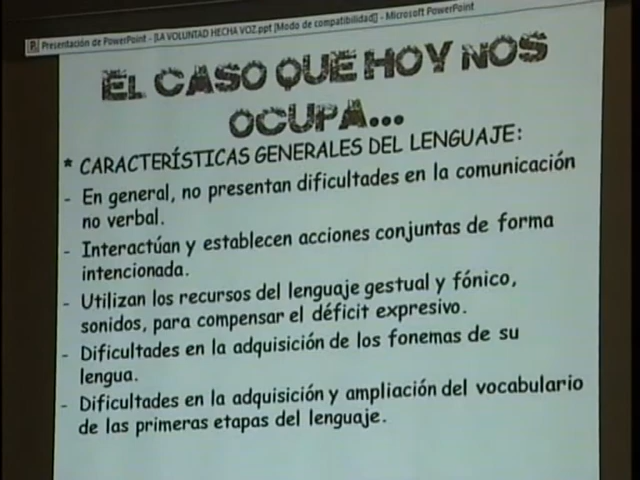 Presentación de PowerPoint - [LA VOLUNTAD HECHA VOZ.ppt [Modo de compatibilidad]] - Microsoft PowerPoint
EL CASO QUE HOY NOS
OCUPA...
* CARACTERÍSTICAS GENERALES DEL LENGUAJE:
- En general, no presentan dificultades en la comunicación
no verbal.
- Interactúan y establecen acciones conjuntas de forma
intencionada.
- Utilizan los recursos del lenguaje gestual y fónico,
sonidos, para compensar el déficit expresivo.
- Dificultades en la adquisición de los fonemas de su
lengua.
- Dificultades en la adquisición y ampliación del vocabulario
de las primeras etapas del lenguaje.